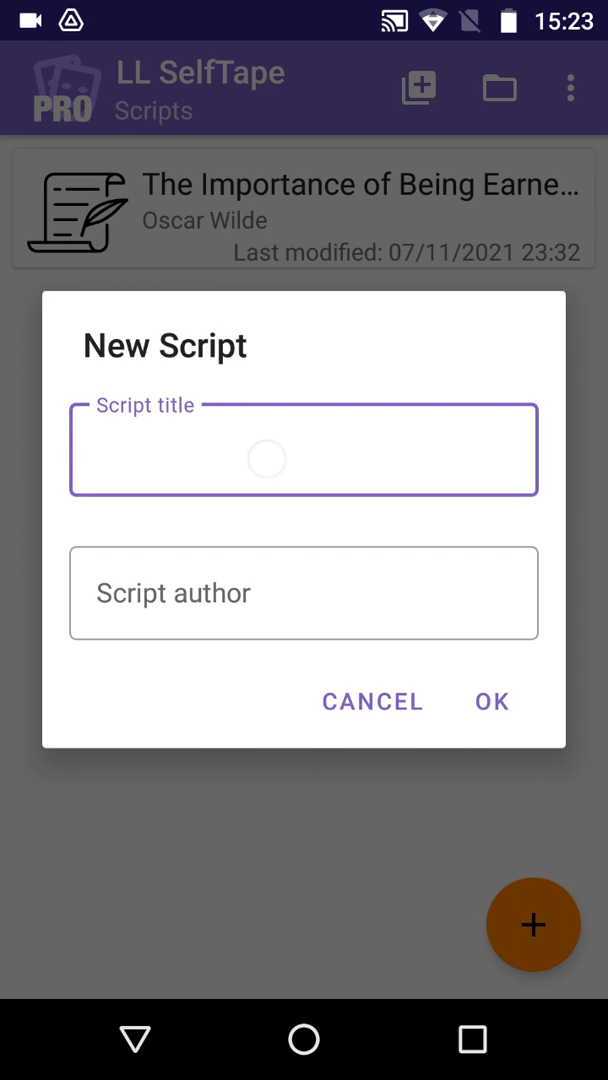 15:23
LL SelfTape
PRO
Scripts
The Importance of Being Earne...
Oscar Wilde
Last modified: 07/11/2021 23:32
New Script
Script title
Script author
CANCEL OK